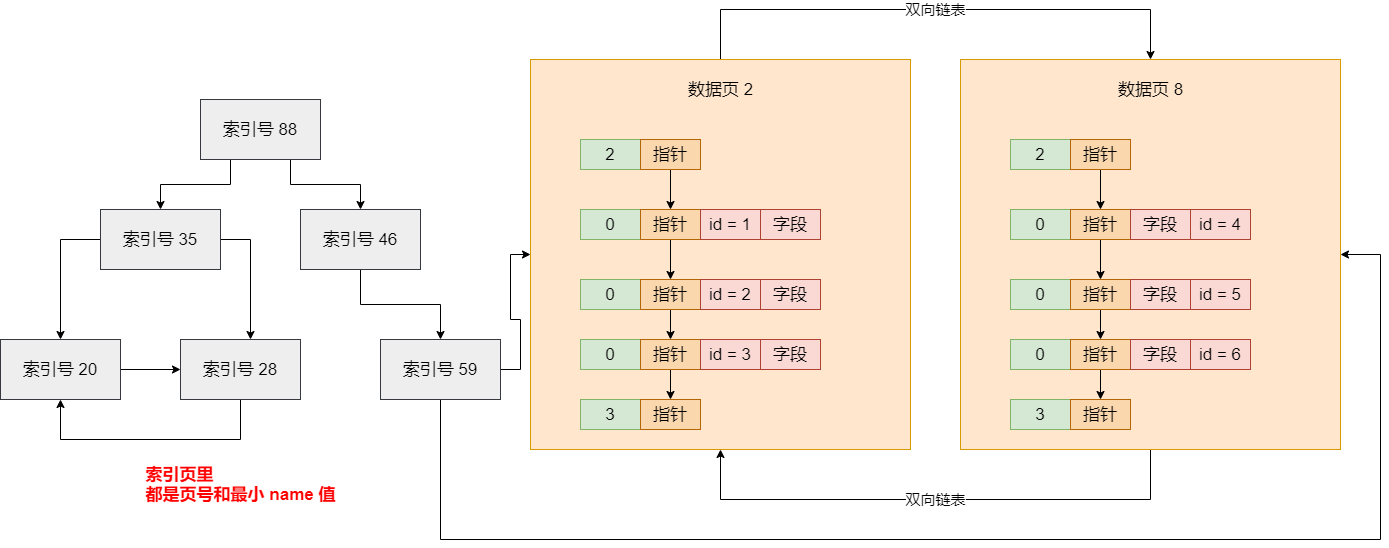 双向链表
数据页 2
数据页 8
索引号 88
索引号 35
索引号 46
索引号 20
索引号 28
索引号 59
索引页里
都是页号和最小 name 值
2 指针
0 指针 id = 1 字段
0 指针 id = 2 字段
0 指针 id = 3 字段
3 指针
2 指针
0 指针 字段 id = 4
0 指针 字段 id = 5
0 指针 字段 id = 6
3 指针
双向链表